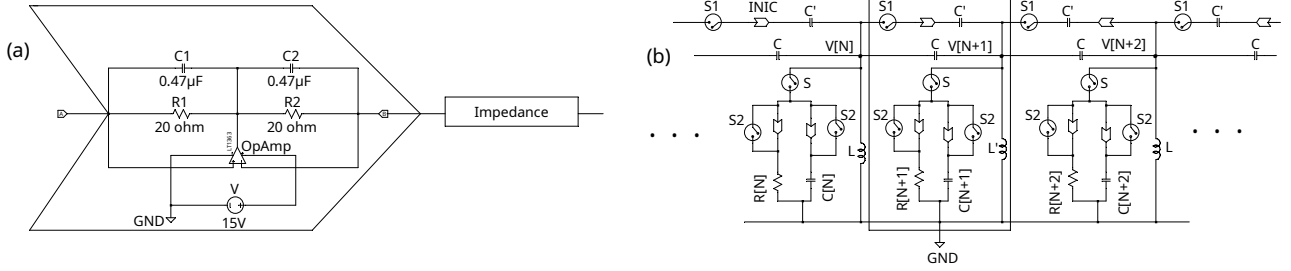 (a)
C1
0.47µF
C2
0.47µF
R1
20 ohm
R2
20 ohm
A
B
LT1363
OpAmp
V
15V
GND
Impedance
(b)
S1
INIC
C'
S1
C'
S1
C'
S1
C'
C
V[N]
C
V[N+1]
C
V[N+2]
C
S
S
S
S2
S2
S2
S2
S2
S2
L
L'
L
R[N]
C[N]
R[N+1]
C[N+1]
R[N+2]
C[N+2]
. . .
. . .
GND